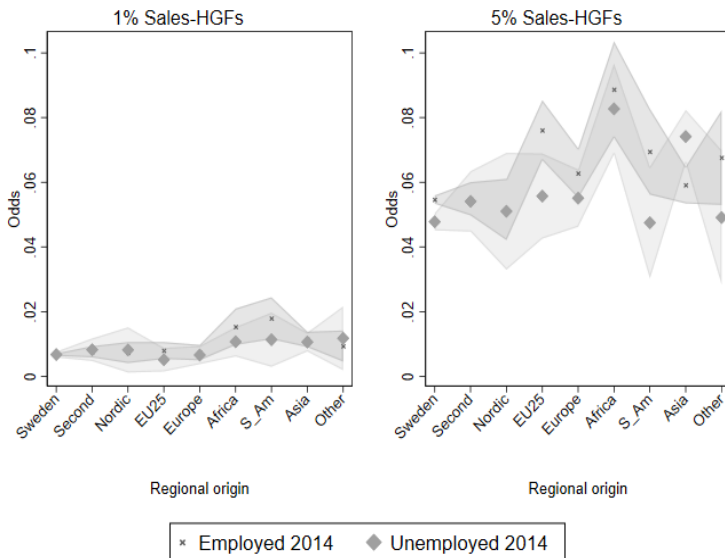 1% Sales-HGFs
5% Sales-HGFs
Odds
0
.02
.04
.06
.08
.1
Sweden
Second
Nordic
EU25
Europe
Africa
S_Am
Asia
Other
Regional origin
Odds
0
.02
.04
.06
.08
.1
Sweden
Second
Nordic
EU25
Europe
Africa
S_Am
Asia
Other
Regional origin
Employed 2014
Unemployed 2014